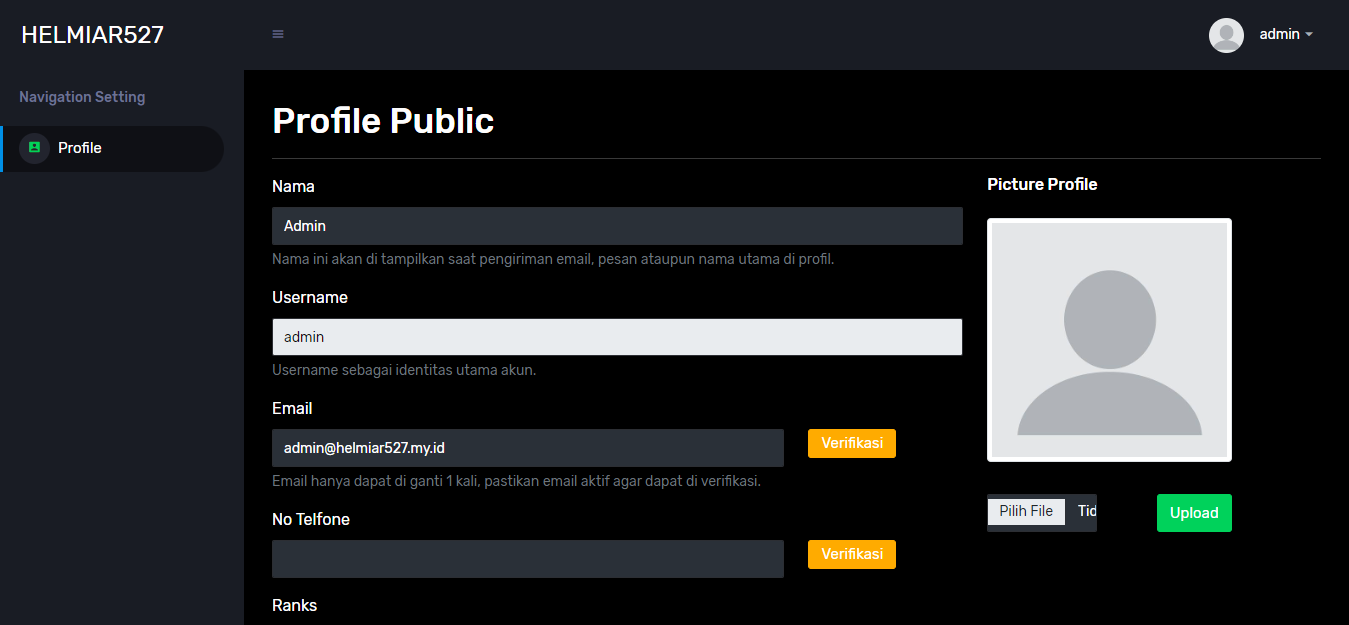 HELMIAR527
admin
Navigation Setting
Profile
Profile Public
Nama
Admin
Nama ini akan di tampilkan saat pengiriman email, pesan ataupun nama utama di profil.
Username
admin
Username sebagai identitas utama akun.
Email
admin@helmiar527.my.id
Verifikasi
Email hanya dapat di ganti 1 kali, pastikan email aktif agar dapat di verifikasi.
No Telfone
Verifikasi
Ranks
Picture Profile
Pilih File Tid
Upload